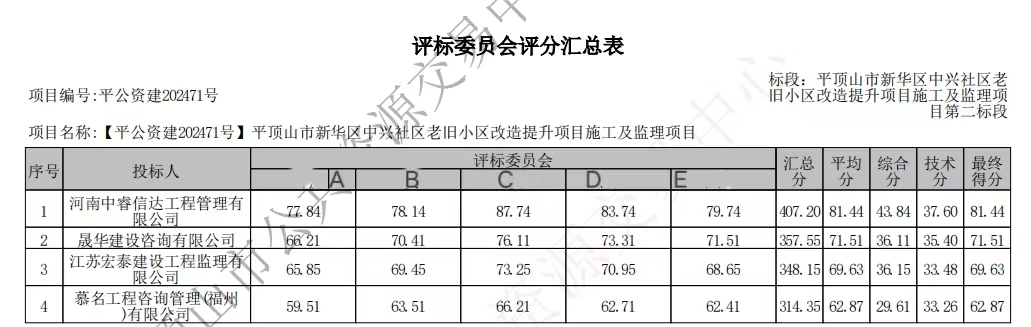 评标委员会评分汇总表
项目编号:平公资建202471号
标段：平顶山市新华区中兴社区老
旧小区改造提升项目施工及监理项
目第二标段
项目名称:【平公资建202471号】平顶山市新华区中兴社区老旧小区改造提升项目施工及监理项目
序号 投标人 评标委员会 汇总分 平均分 综合分 技术分 最终得分
A B C D E
1 河南中睿信达工程管理有限公司 77.84 78.14 87.74 83.74 79.74 407.20 81.44 43.84 37.60 81.44
2 晟华建设咨询有限公司 66.21 70.41 76.11 73.31 71.51 357.55 71.51 36.11 35.40 71.51
3 江苏宏泰建设工程监理有限公司 65.85 69.45 73.25 70.95 68.65 348.15 69.63 36.15 33.48 69.63
4 慕名工程咨询管理(福州)有限公司 59.51 63.51 66.21 62.71 62.41 314.35 62.87 29.61 33.26 62.87